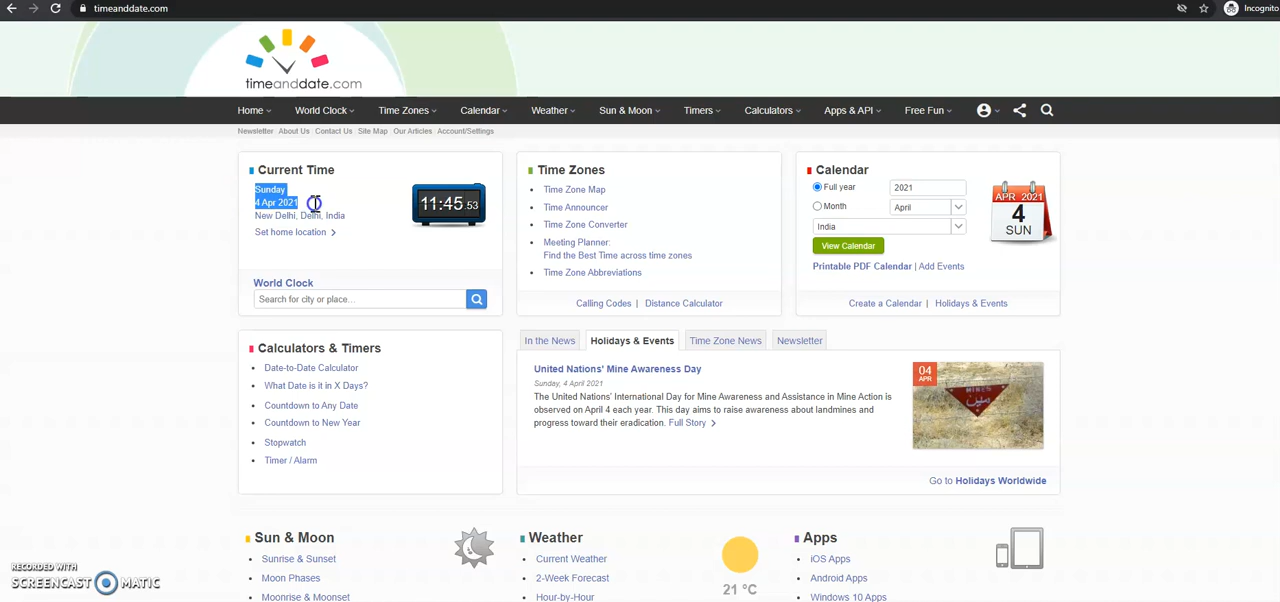 timeanddate.com
Incognito
timeanddate.com
Home World Clock Time Zones Calendar Weather Sun & Moon Timers Calculators Apps & API Free Fun
Newsletter About Us Contact Us Site Map Our Articles Account/Settings
Current Time
Sunday
4 Apr 2021
New Delhi, Delhi, India
Set home location
11:45.53
World Clock
Search for city or place...
Time Zones
Time Zone Map
Time Announcer
Time Zone Converter
Meeting Planner:
Find the Best Time across time zones
Time Zone Abbreviations
Calling Codes | Distance Calculator
Calendar
Full year 2021
Month April
India
View Calendar
APR 2021
4
SUN
Printable PDF Calendar | Add Events
Create a Calendar | Holidays & Events
Calculators & Timers
Date-to-Date Calculator
What Date is it in X Days?
Countdown to Any Date
Countdown to New Year
Stopwatch
Timer / Alarm
In the News Holidays & Events Time Zone News Newsletter
United Nations' Mine Awareness Day
Sunday, 4 April 2021
The United Nations' International Day for Mine Awareness and Assistance in Mine Action is
observed on April 4 each year. This day aims to raise awareness about landmines and
progress toward their eradication. Full Story
04
APR
MINES
Go to Holidays Worldwide
Sun & Moon
Sunrise & Sunset
Moon Phases
Moonrise & Moonset
Weather
Current Weather
2-Week Forecast
Hour-by-Hour
21 °C
Apps
iOS Apps
Android Apps
Windows 10 Apps
RECORDED WITH
SCREENCAST MATIC